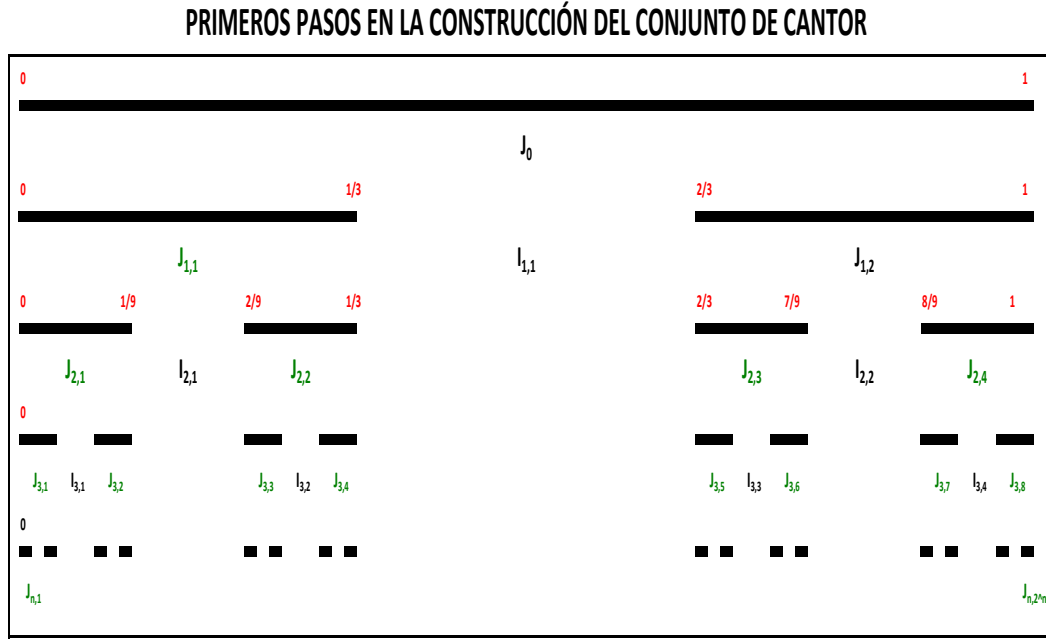 PRIMEROS PASOS EN LA CONSTRUCCIÓN DEL CONJUNTO DE CANTOR
0 1
J0
0 1/3 2/3 1
J1,1 I1,1 J1,2
0 1/9 2/9 1/3 2/3 7/9 8/9 1
J2,1 I2,1 J2,2 J2,3 I2,2 J2,4
0
J3,1 I3,1 J3,2 J3,3 I3,2 J3,4 J3,5 I3,3 J3,6 J3,7 I3,4 J3,8
0
Jn,1 Jn,2^n